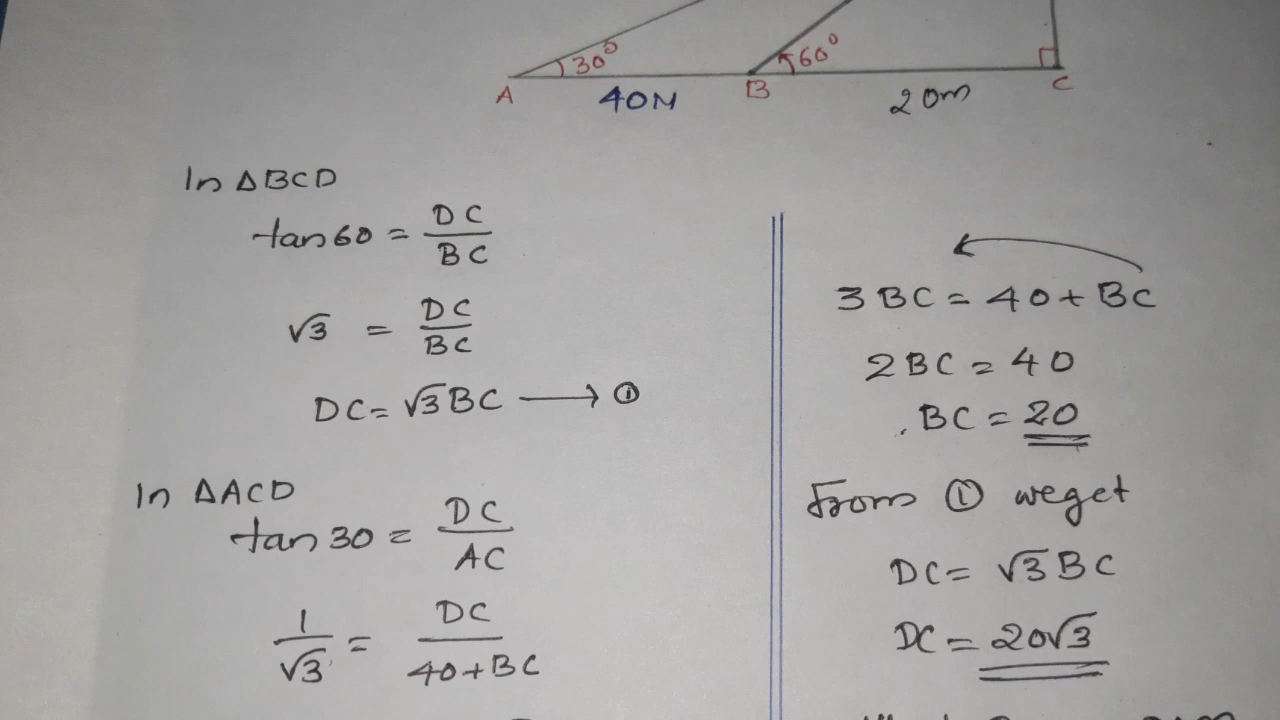 30° 60°
A 40M B 20m C
In ΔBCD
tan60 = DC/BC
√3 = DC/BC
DC = √3BC → ①
In ΔACD
tan 30 = DC/AC
1/√3 = DC/40+BC
3BC = 40+BC
2BC = 40
BC = 20
From ① weget
DC = √3BC
DC = 20√3